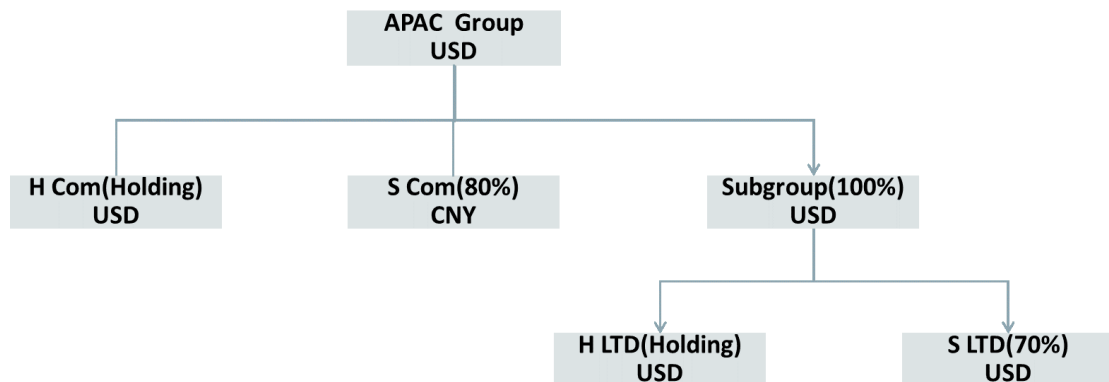 APAC  Group
USD
H Com(Holding)
USD
S Com(80%)
CNY
Subgroup(100%)
USD
H LTD(Holding)
USD
S LTD(70%)
USD